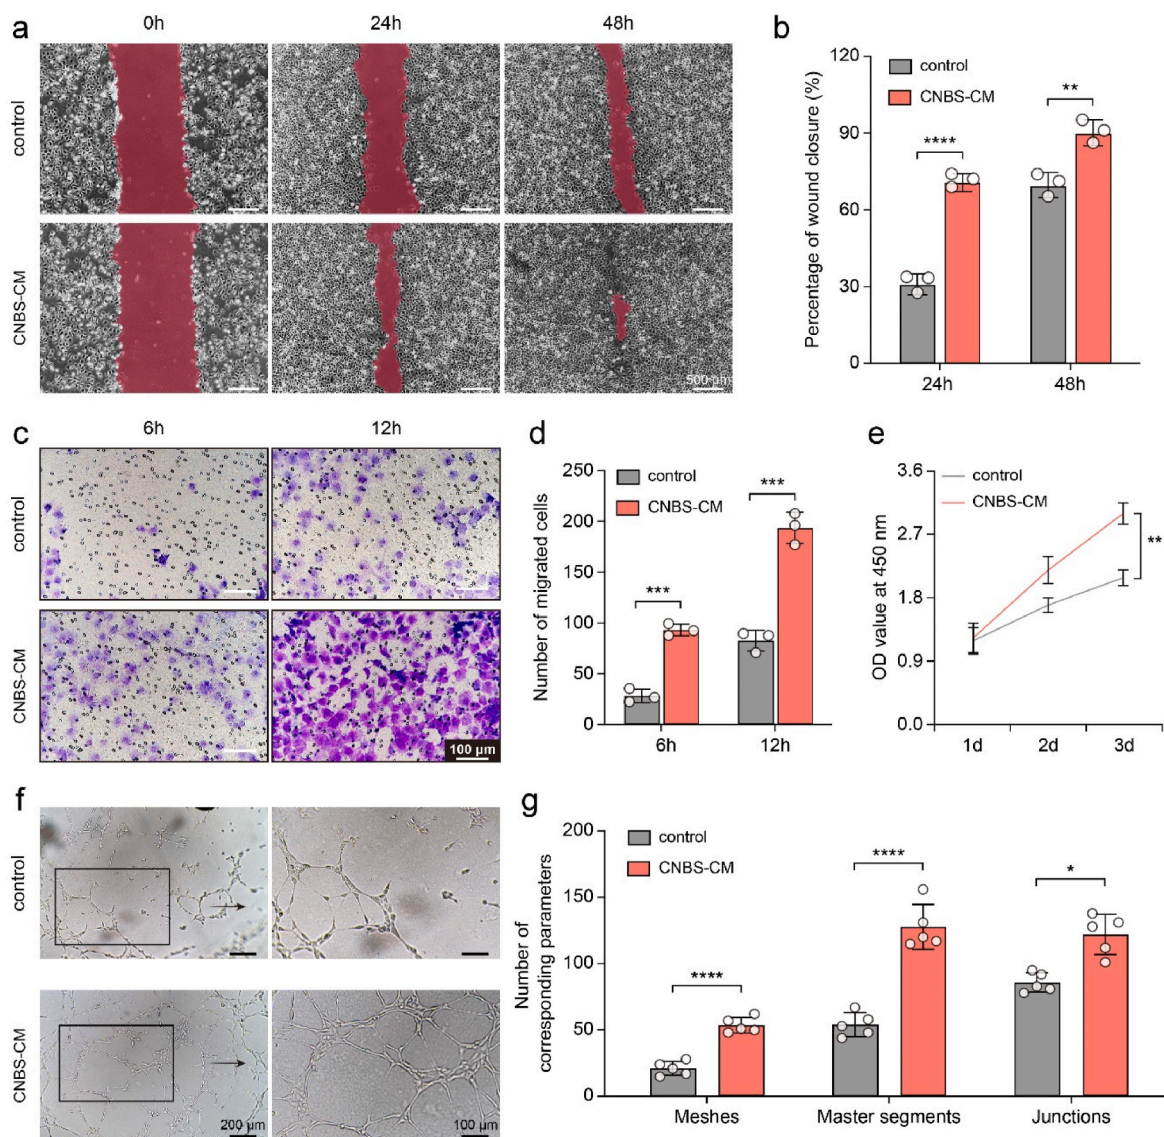 a
0h
24h
48h
control
CNBS-CM
500 μm
b
Percentage of wound closure (%)
120
90
60
30
0
control
CNBS-CM
****
**
24h
48h
c
6h
12h
control
CNBS-CM
100 μm
d
Number of migrated cells
250
200
150
100
50
0
control
CNBS-CM
***
***
6h
12h
e
OD value at 450 nm
3.6
2.7
1.8
0.9
0.0
control
CNBS-CM
**
1d
2d
3d
f
control
CNBS-CM
200 μm
100 μm
g
Number of
corresponding parameters
200
150
100
50
0
control
CNBS-CM
****
****
*
Meshes
Master segments
Junctions